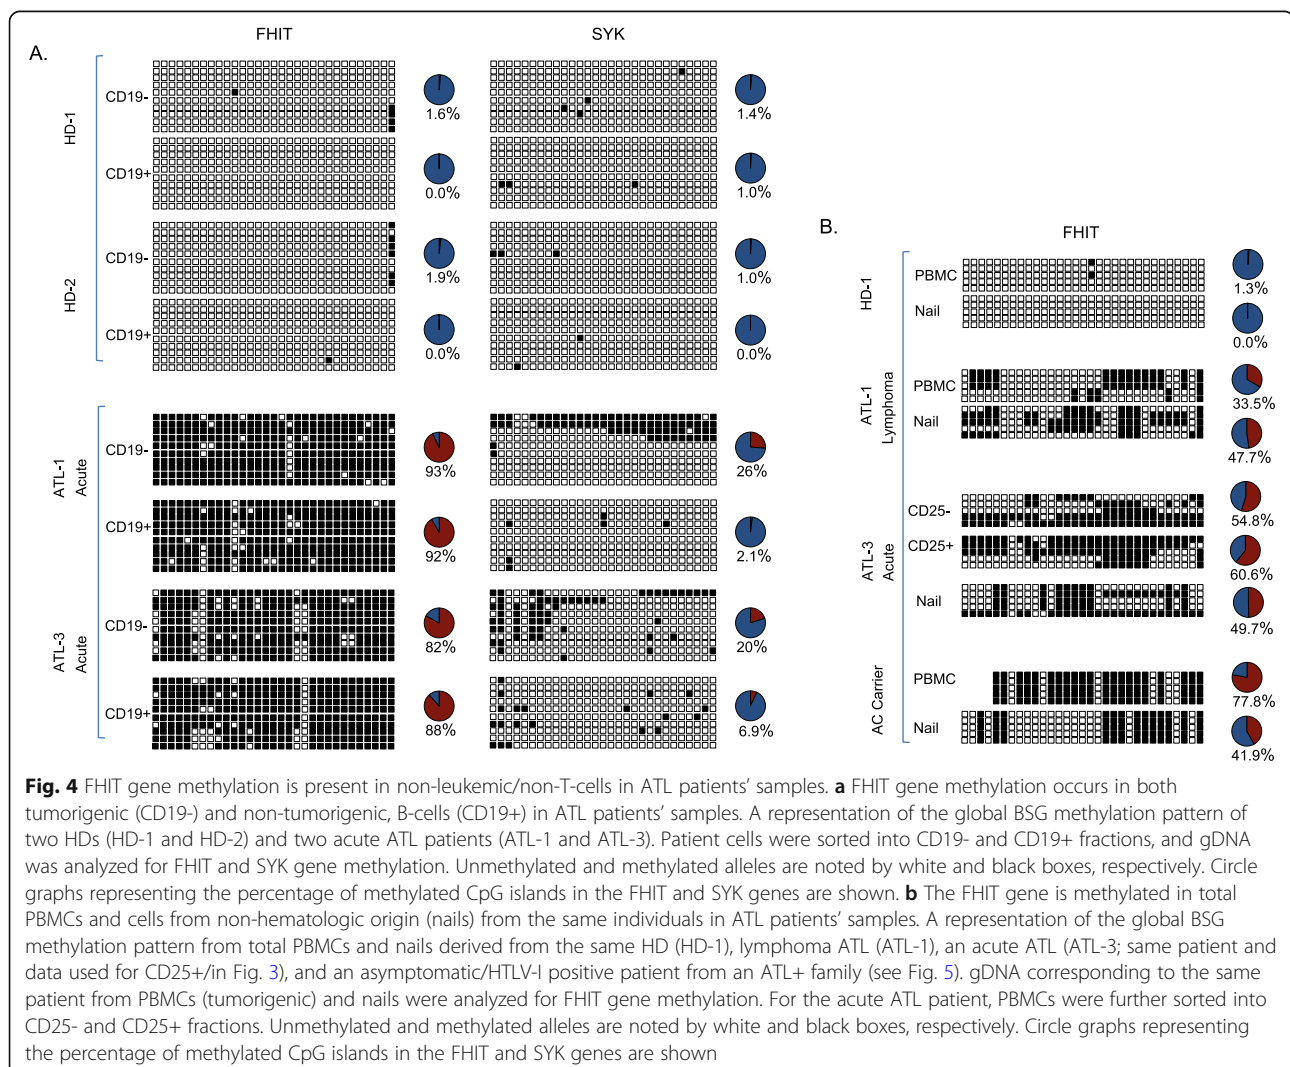 FHIT
SYK
A.
HD-1
CD19-
1.6%
1.4%
CD19+
0.0%
1.0%
HD-2
CD19-
1.9%
1.0%
CD19+
0.0%
0.0%
ATL-1
Acute
CD19-
93%
26%
CD19+
92%
2.1%
ATL-3
Acute
CD19-
82%
20%
CD19+
88%
6.9%
B.
FHIT
HD-1
PBMC
1.3%
Nail
0.0%
ATL-1
Lymphoma
PBMC
33.5%
Nail
47.7%
ATL-3
Acute
CD25-
54.8%
CD25+
60.6%
Nail
49.7%
AC Carrier
PBMC
77.8%
Nail
41.9%
Fig. 4 FHIT gene methylation is present in non-leukemic/non-T-cells in ATL patients' samples. a FHIT gene methylation occurs in both
tumorigenic (CD19-) and non-tumorigenic, B-cells (CD19+) in ATL patients' samples. A representation of the global BSG methylation pattern of
two HDs (HD-1 and HD-2) and two acute ATL patients (ATL-1 and ATL-3). Patient cells were sorted into CD19- and CD19+ fractions, and gDNA
was analyzed for FHIT and SYK gene methylation. Unmethylated and methylated alleles are noted by white and black boxes, respectively. Circle
graphs representing the percentage of methylated CpG islands in the FHIT and SYK genes are shown. b The FHIT gene is methylated in total
PBMCs and cells from non-hematologic origin (nails) from the same individuals in ATL patients' samples. A representation of the global BSG
methylation pattern from total PBMCs and nails derived from the same HD (HD-1), lymphoma ATL (ATL-1), an acute ATL (ATL-3; same patient and
data used for CD25+/in Fig. 3), and an asymptomatic/HTLV-I positive patient from an ATL+ family (see Fig. 5). gDNA corresponding to the same
patient from PBMCs (tumorigenic) and nails were analyzed for FHIT gene methylation. For the acute ATL patient, PBMCs were further sorted into
CD25- and CD25+ fractions. Unmethylated and methylated alleles are noted by white and black boxes, respectively. Circle graphs representing
the percentage of methylated CpG islands in the FHIT and SYK genes are shown